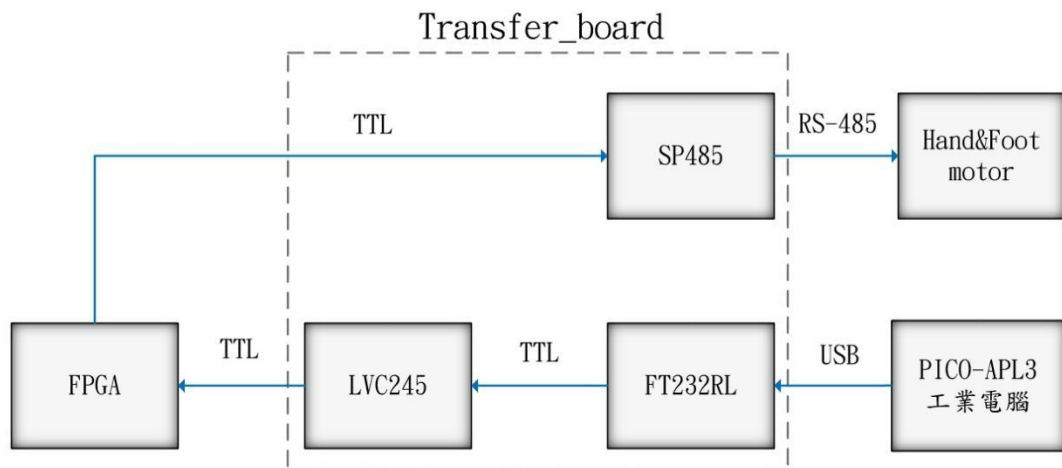 Transfer_board
TTL
SP485
RS-485
Hand&Foot
motor
FPGA
TTL
LVC245
TTL
FT232RL
USB
PICO-APL3
工業電腦